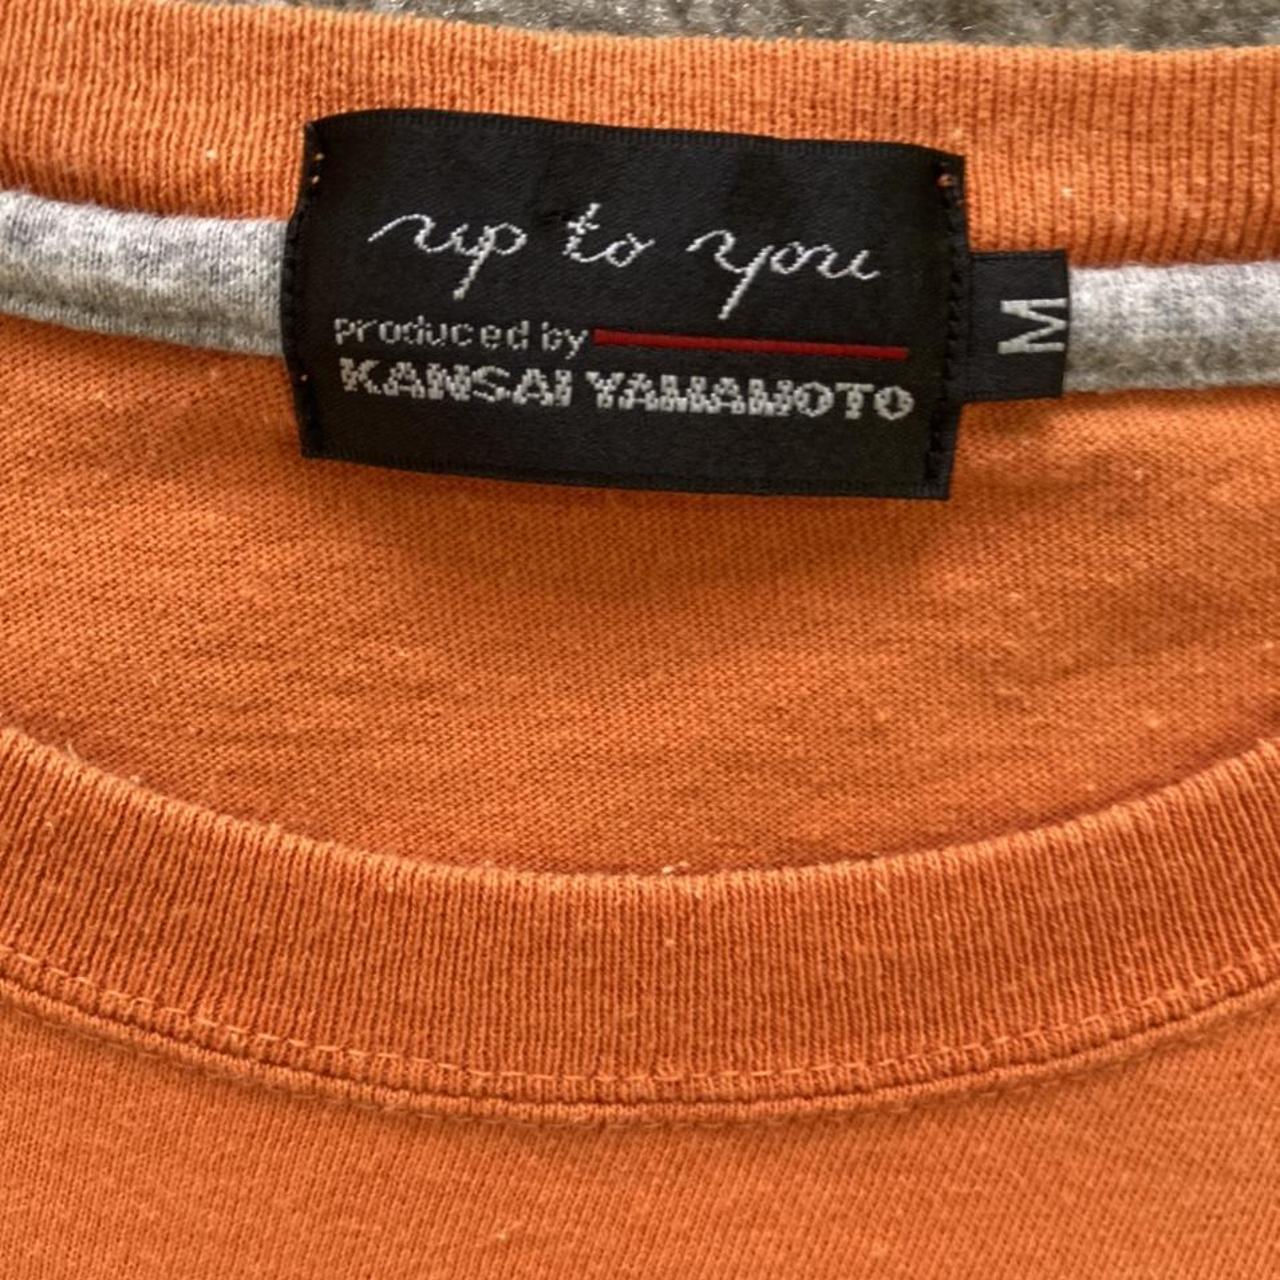 up to you
produced by
KANSAI YAMAMOTO
M